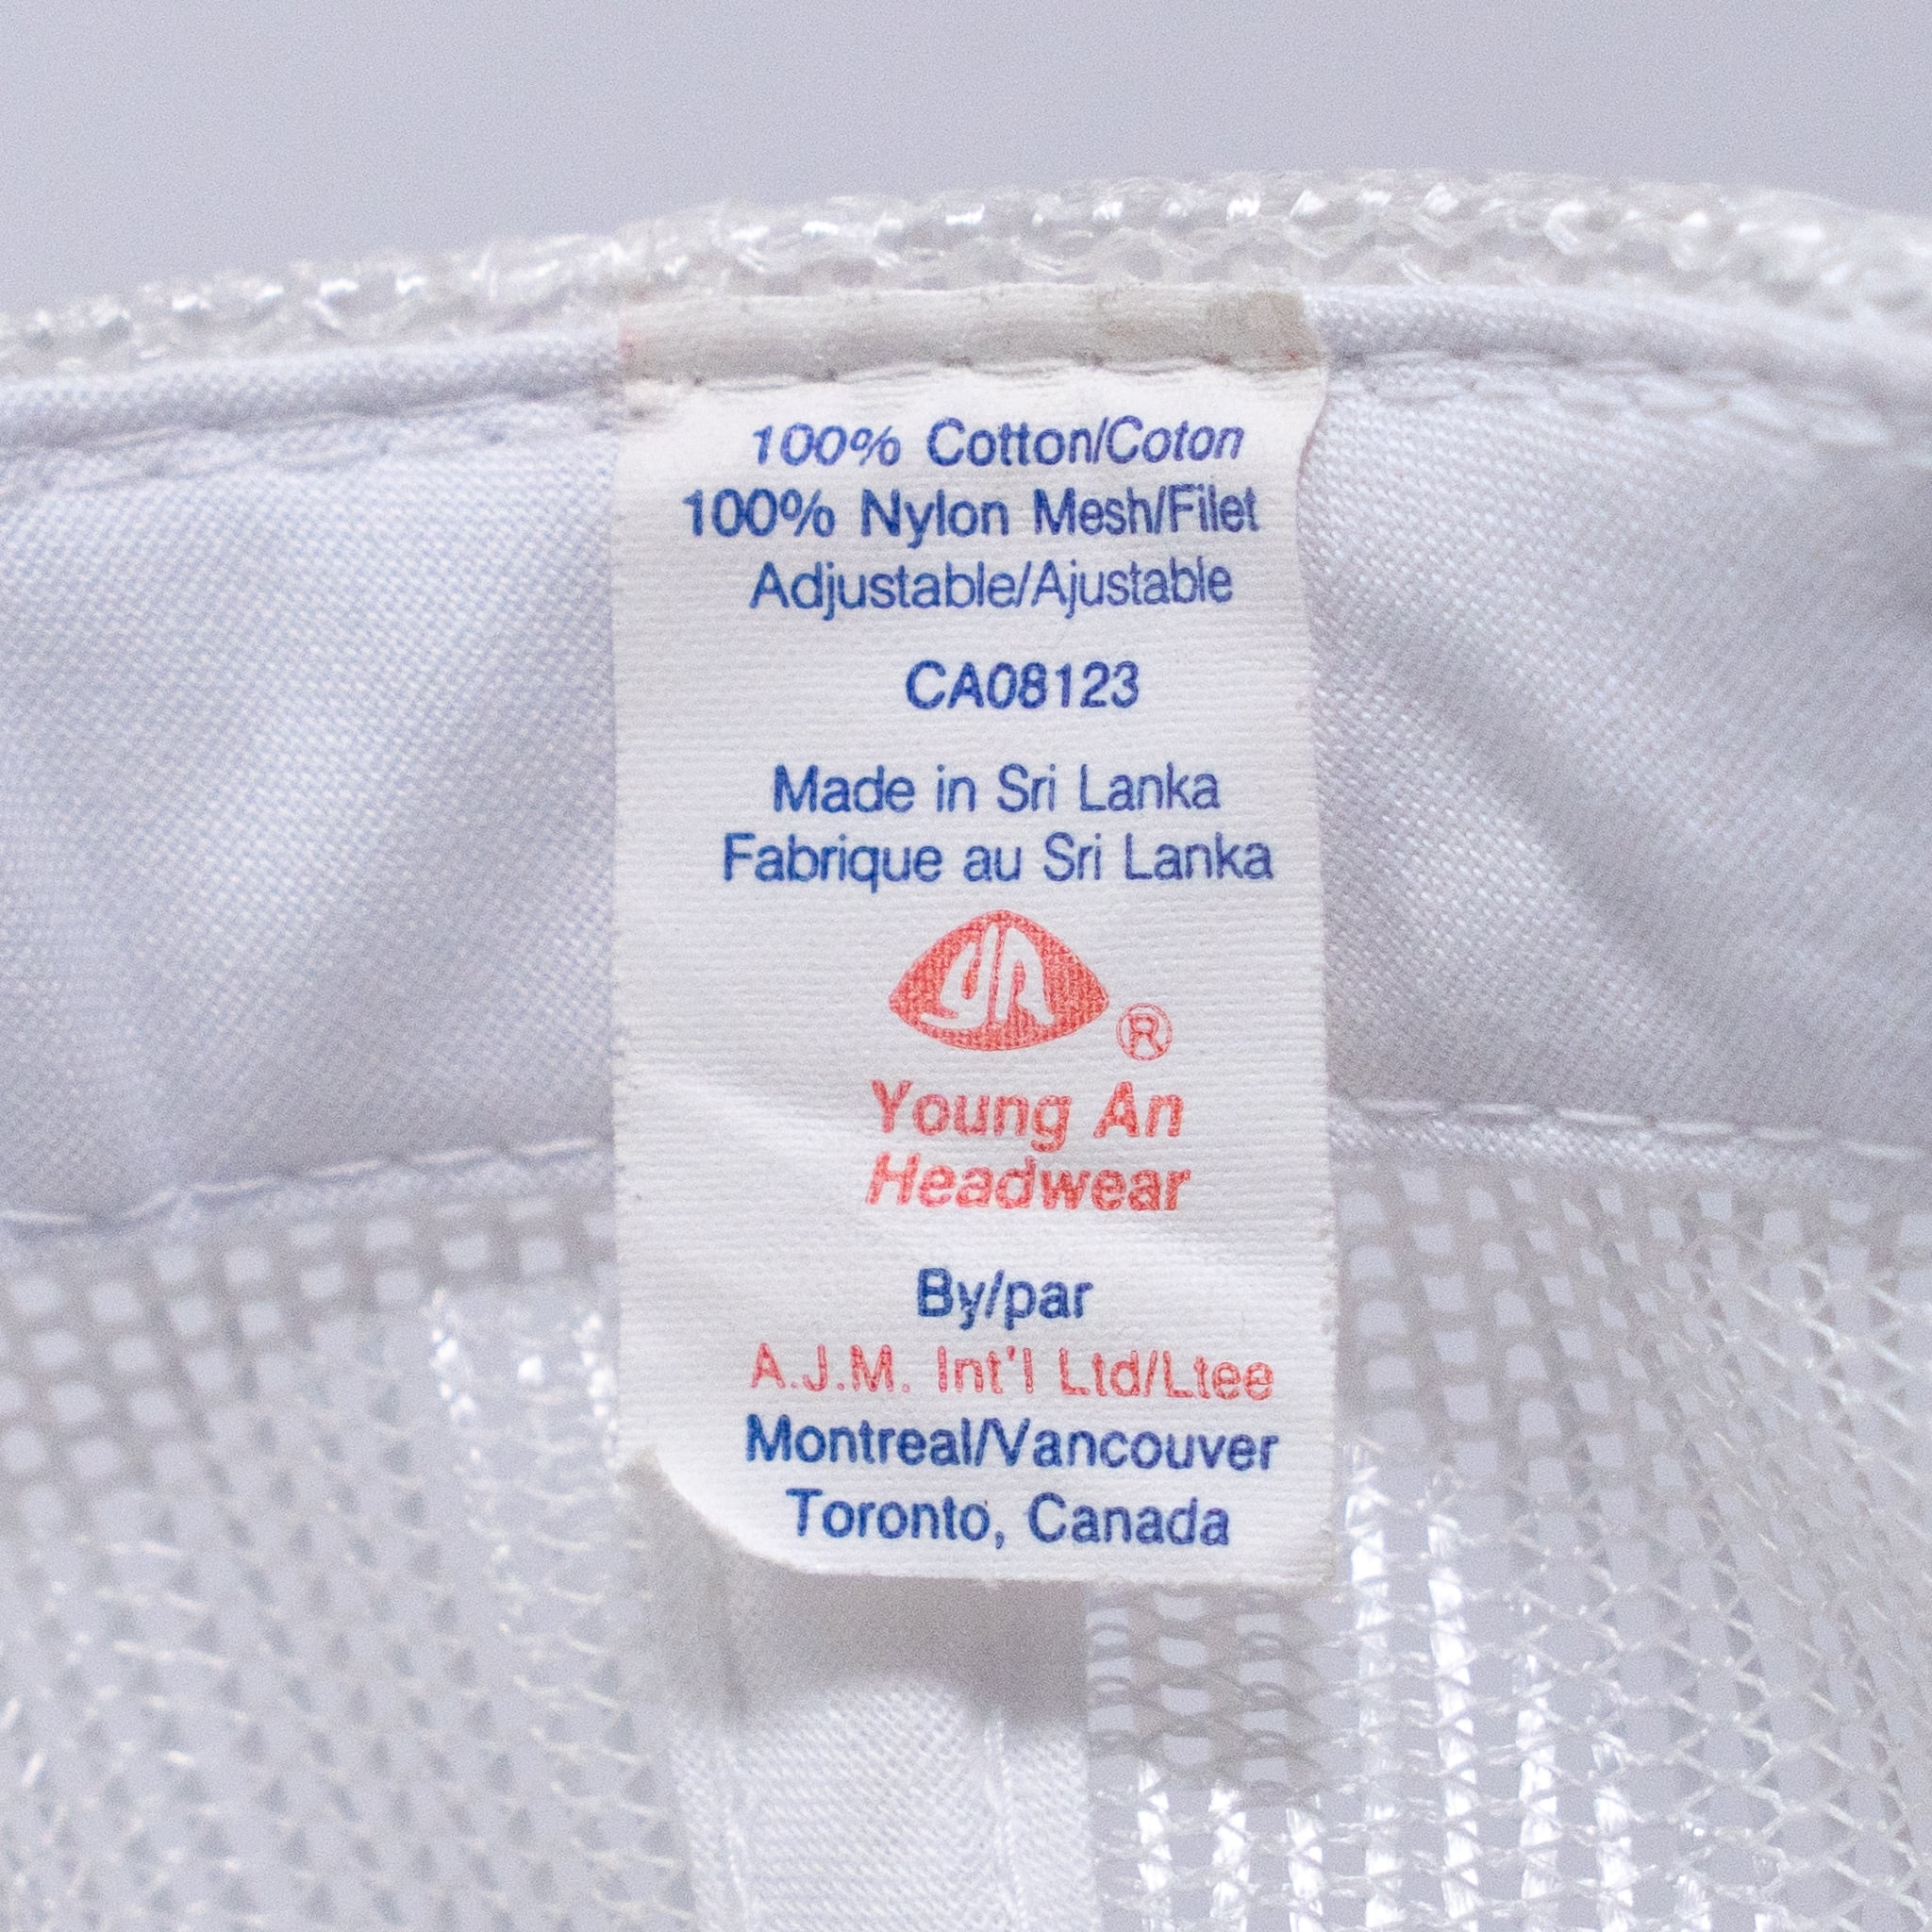 100% Cotton/Coton
100% Nylon Mesh/Filet
Adjustable/Ajustable
CA08123
Made in Sri Lanka
Fabrique au Sri Lanka
YA ®
Young An
Headwear
By/par
A.J.M. Int'l Ltd/Ltee
Montreal/Vancouver
Toronto, Canada